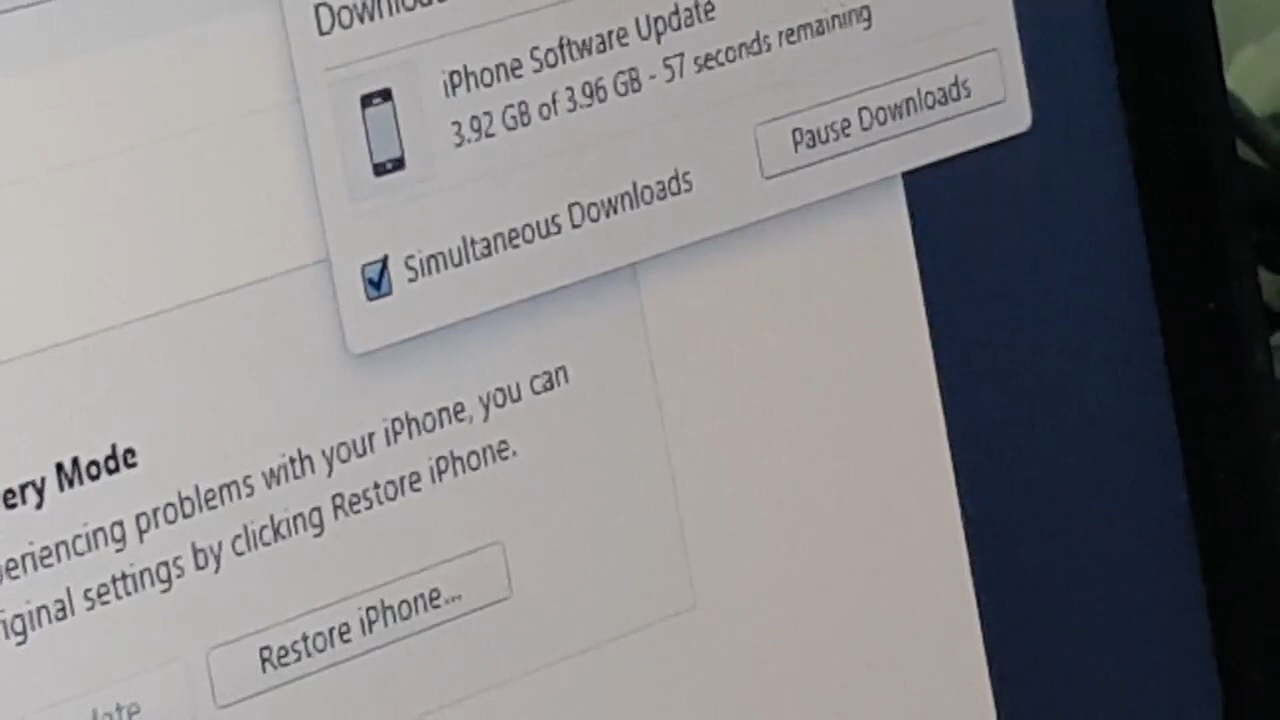 iPhone Software Update
3.92 GB of 3.96 GB - 57 seconds remaining
Pause Downloads
Simultaneous Downloads
ery Mode
eriencing problems with your iPhone, you can
iginal settings by clicking Restore iPhone.
Restore iPhone...